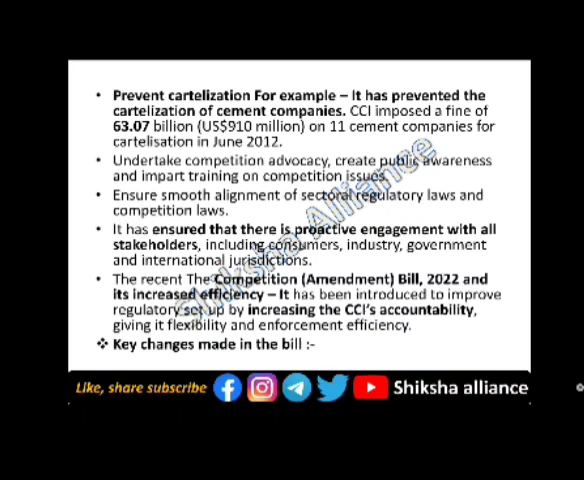 • Prevent cartelization For example – It has prevented the
cartelization of cement companies. CCI imposed a fine of
63.07 billion (US$910 million) on 11 cement companies for
cartelisation in June 2012.
• Undertake competition advocacy, create public awareness
and impart training on competition issues.
• Ensure smooth alignment of sectoral regulatory laws and
competition laws.
• It has ensured that there is proactive engagement with all
stakeholders, including consumers, industry, government
and international jurisdictions.
• The recent The Competition (Amendment) Bill, 2022 and
its increased efficiency – It has been introduced to improve
regulatory set up by increasing the CCI's accountability,
giving it flexibility and enforcement efficiency.
❖ Key changes made in the bill :-
Shiksha Alliance
Like, share subscribe Shiksha alliance